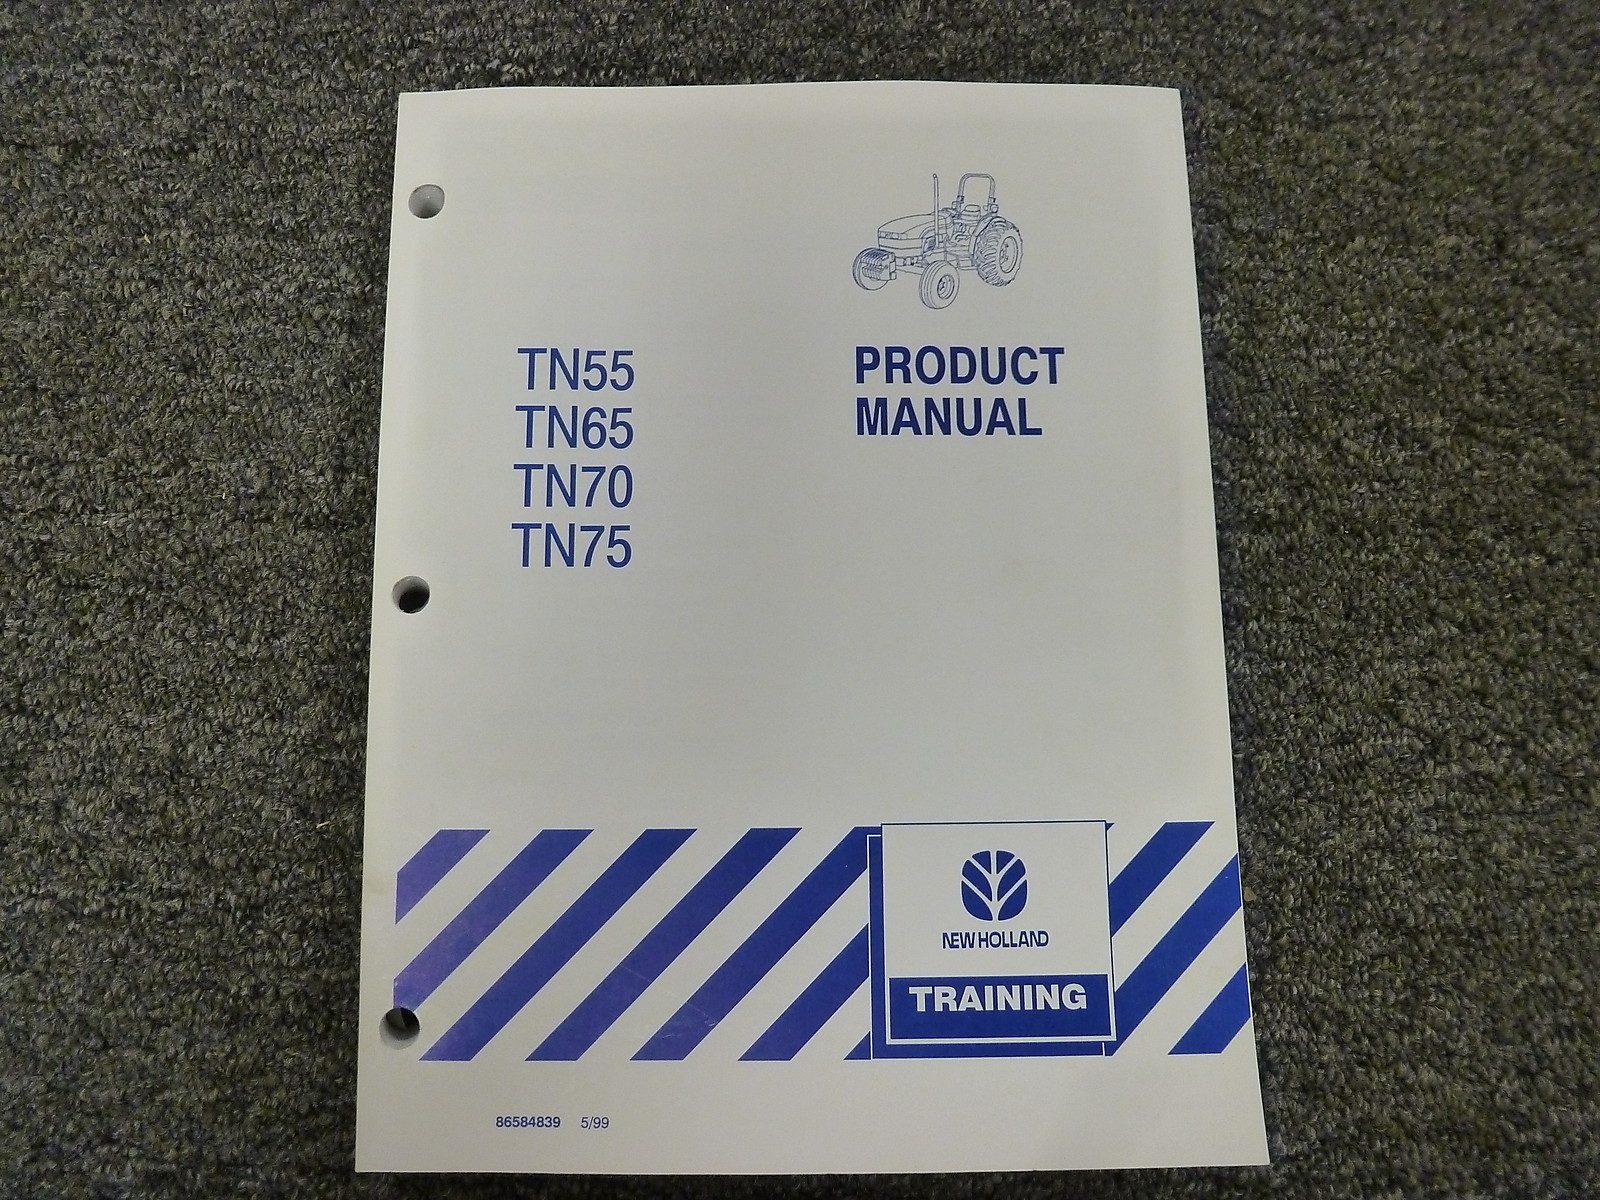 TN55
TN65
TN70
TN75
PRODUCT
MANUAL
NEW HOLLAND
TRAINING
86584839 5/99